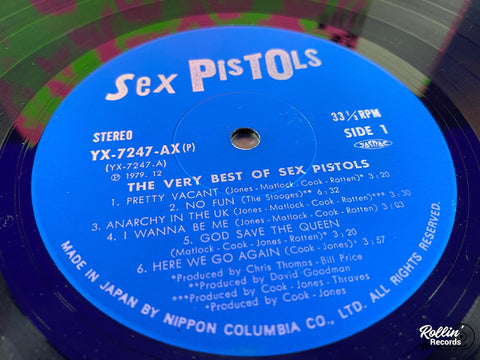 Sex PISTOLS
STEREO
33 1/3 RPM
YX-7247-AX(P)
SIDE 1
(YX-7247-A)
JASRAC
Ⓟ 1979. 12
THE VERY BEST OF SEX PISTOLS
1. PRETTY VACANT (Jones-Matlock-Cook-Rotten)* 3:12
2. NO FUN (The Stooges)** 6:32
3. ANARCHY IN THE UK (Jones-Matlock-Cook-Rotten)*** 3:30
4. I WANNA BE ME (Jones-Matlock-Cook-Rotten)** 3:03
5. GOD SAVE THE QUEEN
(Matlock-Cook-Jones-Rotten)* 3:20
6. HERE WE GO AGAIN (Cook-Jones)**** 3:57
*Produced by Chris Thomas-Bill Price
**Produced by David Goodman
***Produced by Cook-Jones-Thraves
****Produced by Cook-Jones
MADE IN JAPAN BY NIPPON COLUMBIA CO., LTD. ALL RIGHTS RESERVED.
Rollin'
Records